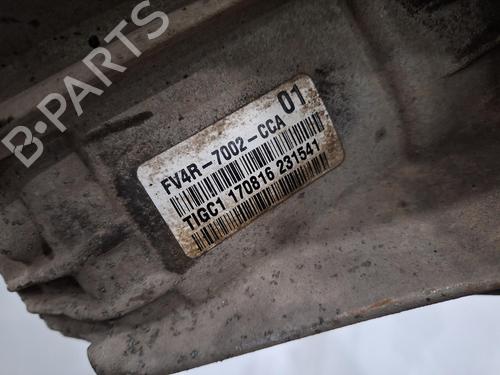 B-PARTS
01
FV4R-7002-CCA
TIGC1 170816 231541